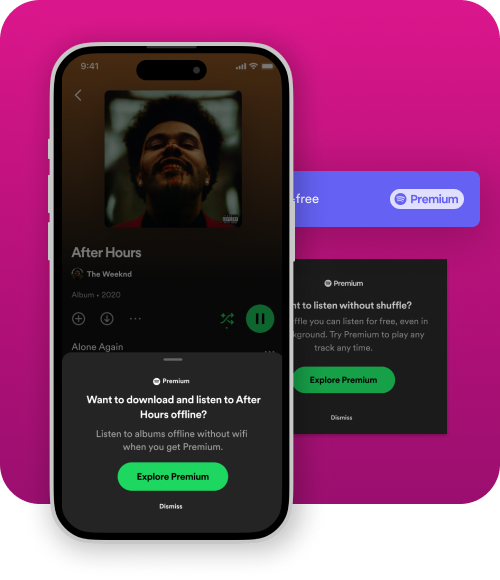 9:41
After Hours
The Weeknd
Album • 2020
Alone Again
Premium
Want to download and listen to After
Hours offline?
Listen to albums offline without wifi
when you get Premium.
Explore Premium
Dismiss
free
Premium
Premium
to listen without shuffle?
you can listen for free, even in
Try Premium to play any
track any time.
Explore Premium
Dismiss